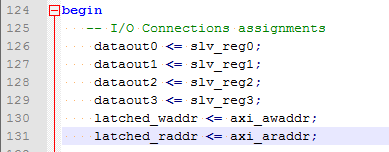 124 begin
125 -- I/O Connections assignments
126 dataout0 <= slv_reg0;
127 dataout1 <= slv_reg1;
128 dataout2 <= slv_reg2;
129 dataout3 <= slv_reg3;
130 latched_waddr <= axi_awaddr;
131 latched_raddr <= axi_araddr;